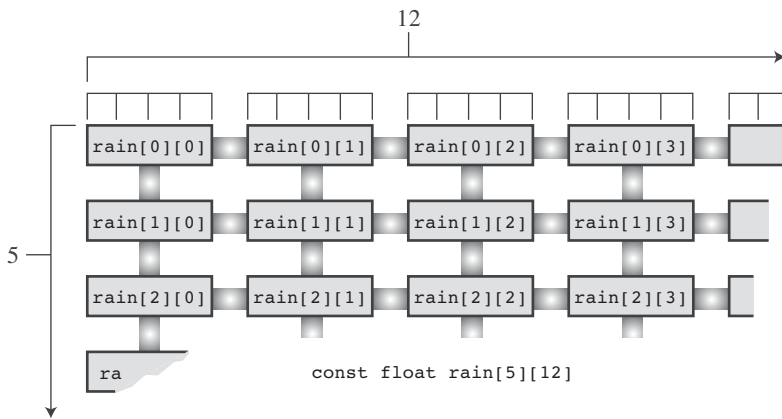 12
rain[0][0] rain[0][1] rain[0][2] rain[0][3]
rain[1][0] rain[1][1] rain[1][2] rain[1][3]
5
rain[2][0] rain[2][1] rain[2][2] rain[2][3]
ra
const float rain[5][12]